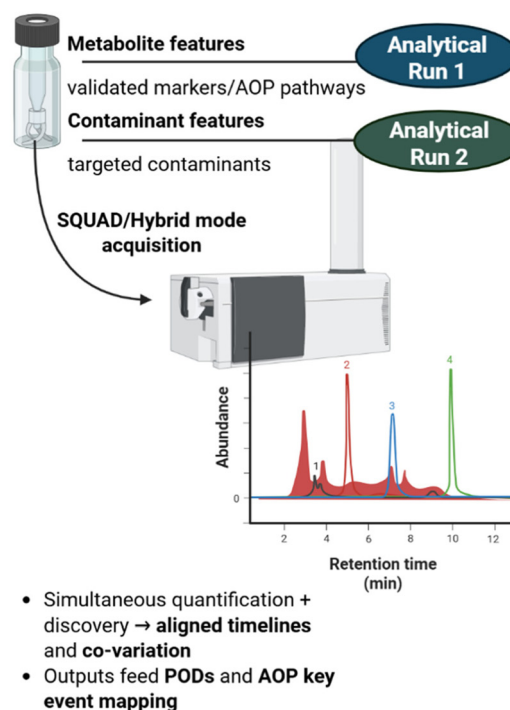 Metabolite features
validated markers/AOP pathways
Analytical
Run 1
Contaminant features
targeted contaminants
Analytical
Run 2
SQUAD/Hybrid mode
acquisition
Abundance
0
1
2
3
4
2 4 6 8 10 12
Retention time
(min)
• Simultaneous quantification +
discovery → aligned timelines
and co-variation
• Outputs feed PODs and AOP key
event mapping